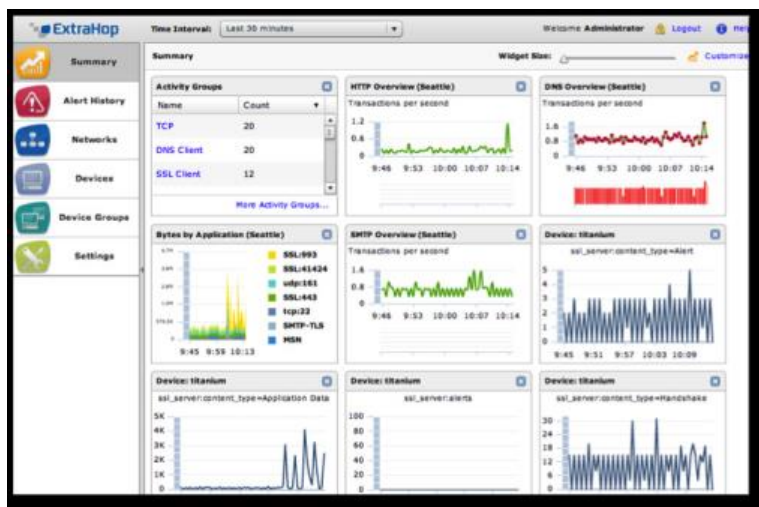 ExtraHop
Time Interval: Last 30 minutes
Welcome Administrator Logout Help
Summary
Alert History
Networks
Devices
Device Groups
Settings
Summary
Widget Size:
Customize
Activity Groups
Name Count
TCP 20
DNS Client 20
SSL Client 12
More Activity Groups...
HTTP Overview (Seattle)
Transactions per second
1.2
0.6
0
9:46 9:53 10:00 10:07 10:14
DNS Overview (Seattle)
Transactions per second
1.6
0.8
0
9:46 9:53 10:00 10:07 10:14
Bytes by Application (Seattle)
SSL:993
SSL:41424
udp:161
SSL:443
tcp:22
SMTP-TLS
MSN
9:45 9:59 10:13
SMTP Overview (Seattle)
Transactions per second
1.6
0.8
0
9:46 9:53 10:00 10:07 10:14
Device: titanium
ssl_server:content_type=Alert
5
4
3
2
1
0
9:45 9:51 9:57 10:03 10:09
Device: titanium
ssl_server:content_type=Application Data
5K
4K
3K
2K
1K
0
Device: titanium
ssl_server:alerts
100
80
60
40
20
0
Device: titanium
ssl_server:content_type=Handshake
30
24
18
12
6
0